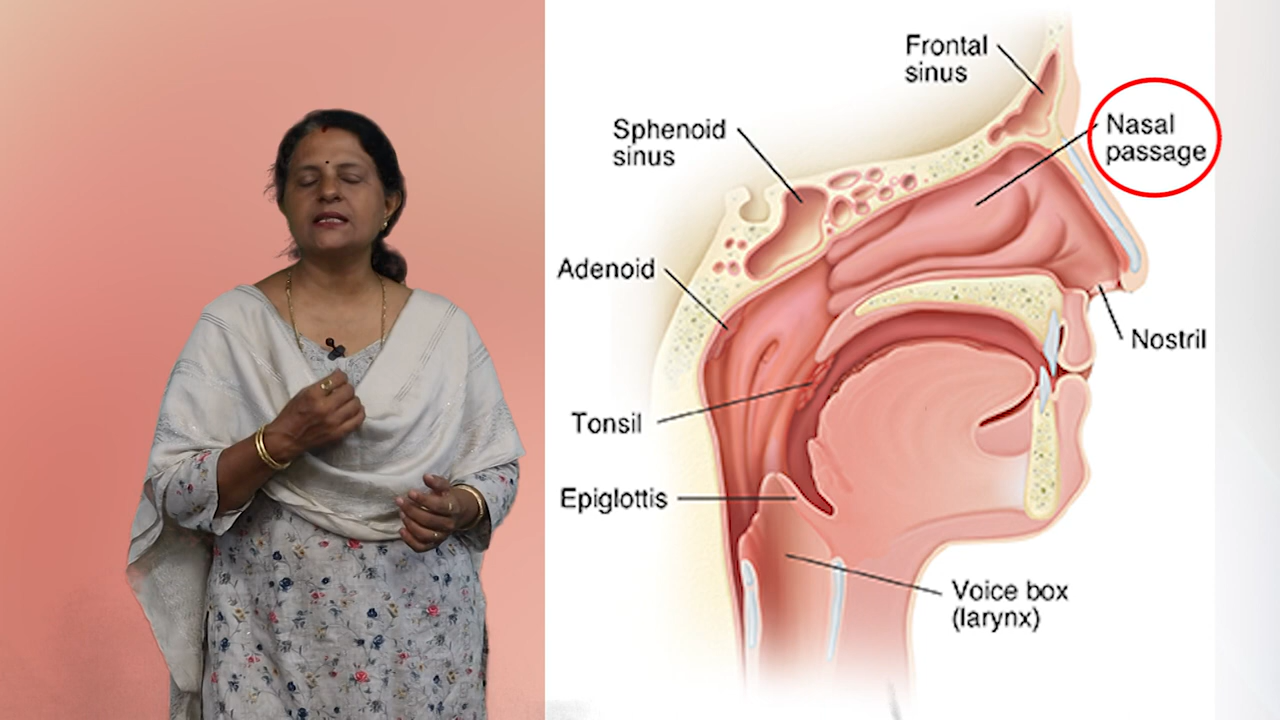 Frontal
sinus
Nasal
passage
Sphenoid
sinus
Adenoid
Nostril
Tonsil
Epiglottis
Voice box
(larynx)